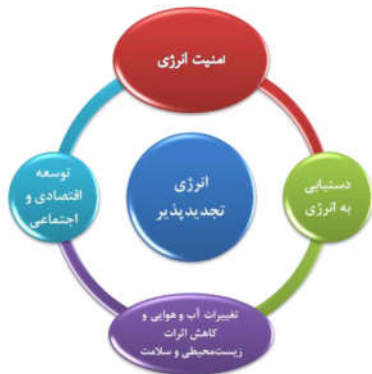 امنیت انرژی
انرژی
تجدیدپذیر
دستیابی
به انرژی
توسعه
اقتصادی و
اجتماعی
تغییرات آب و هوایی و
کاهش اثرات
زیست‌محیطی و سلامت